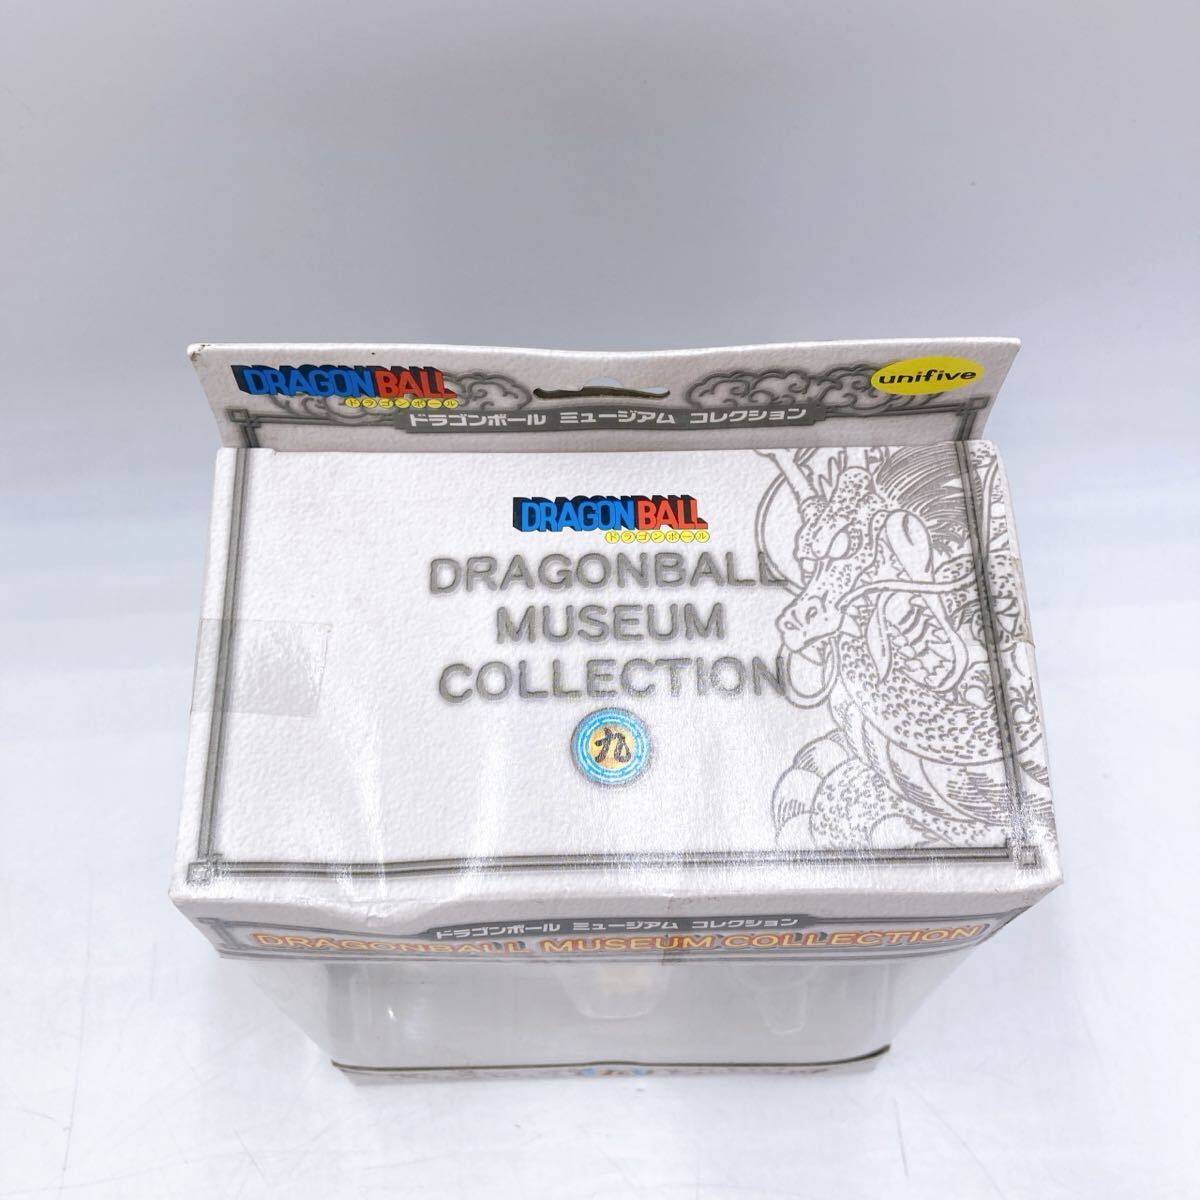 DRAGON BALL
ドラゴンボール
unifive
ドラゴンボール ミュージアム コレクション
DRAGON BALL
ドラゴンボール
DRAGONBALL
MUSEUM
COLLECTION
九
ドラゴンボール ミュージアム コレクション
DRAGONBALL MUSEUM COLLECTION